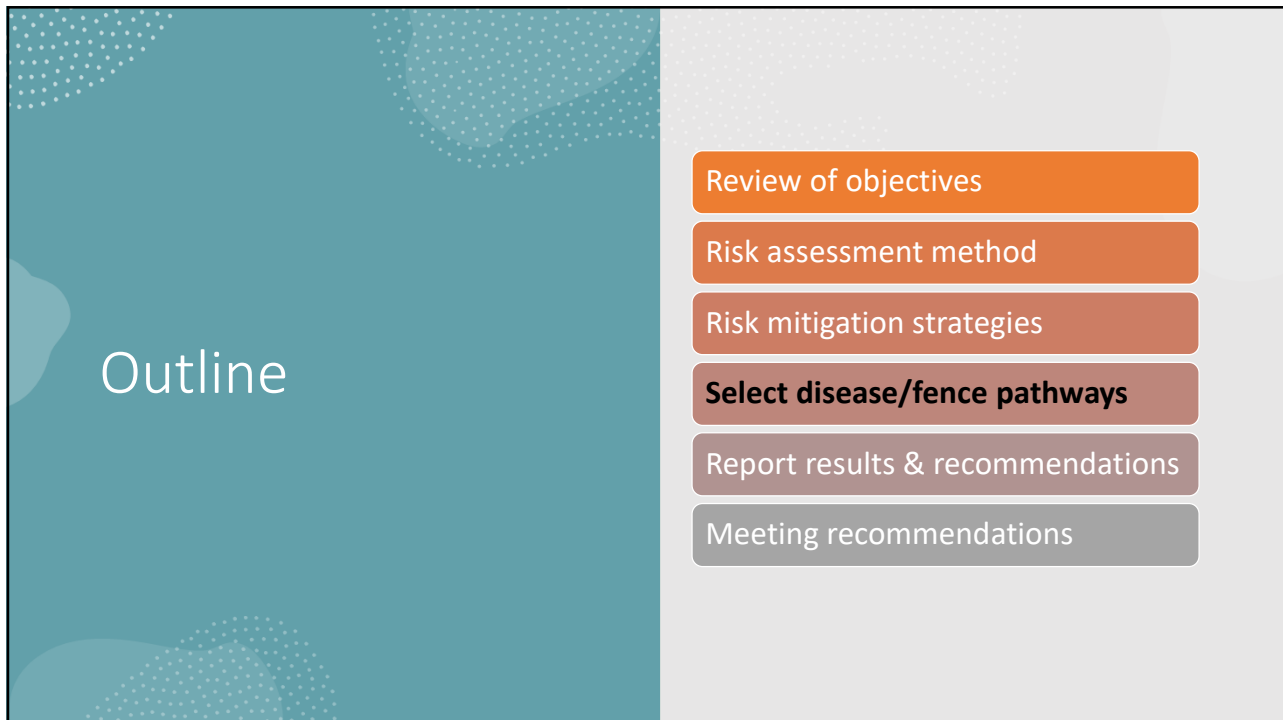 Outline
Review of objectives
Risk assessment method
Risk mitigation strategies
Select disease/fence pathways
Report results & recommendations
Meeting recommendations